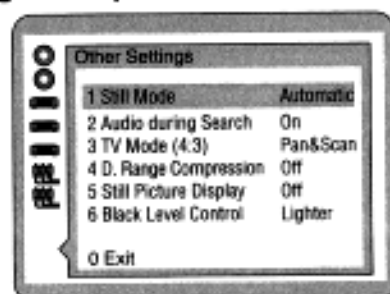 Other Settings
1 Still Mode Automatic
2 Audio during Search On
3 TV Mode (4:3) Pan&Scan
4 D. Range Compression Off
5 Still Picture Display Off
6 Black Level Control Lighter
0 Exit